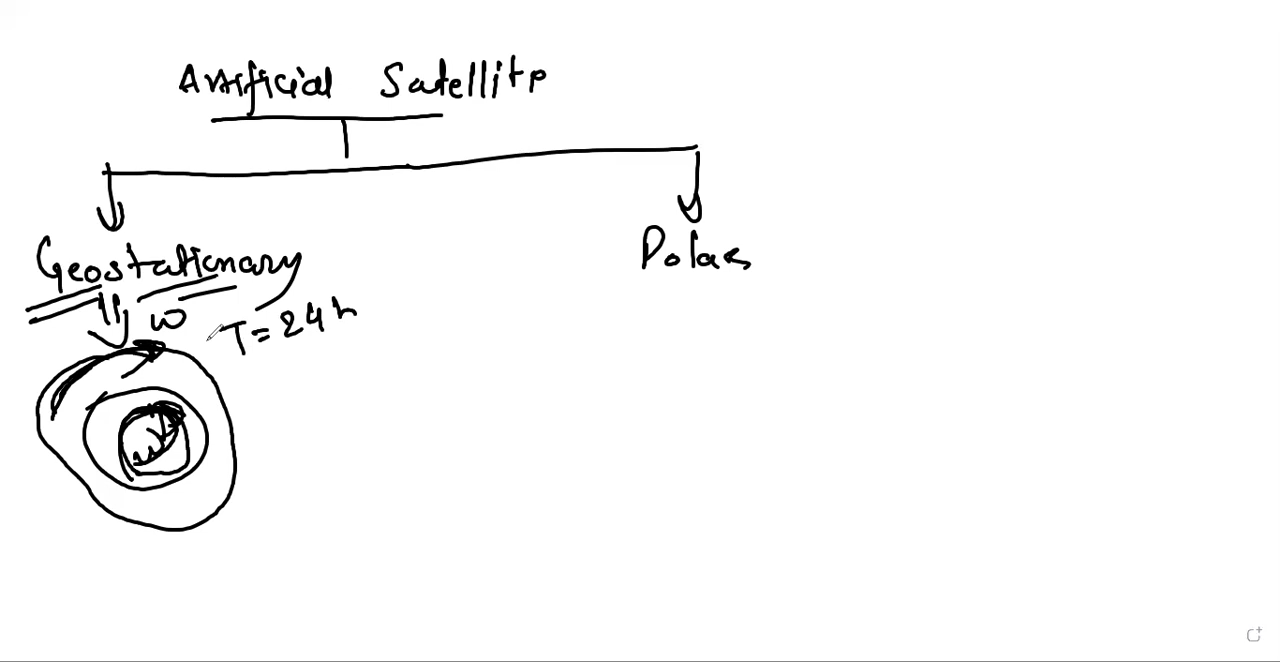 Artificial Satellite
Geostationary
Polar
ω
T = 24 h
ω